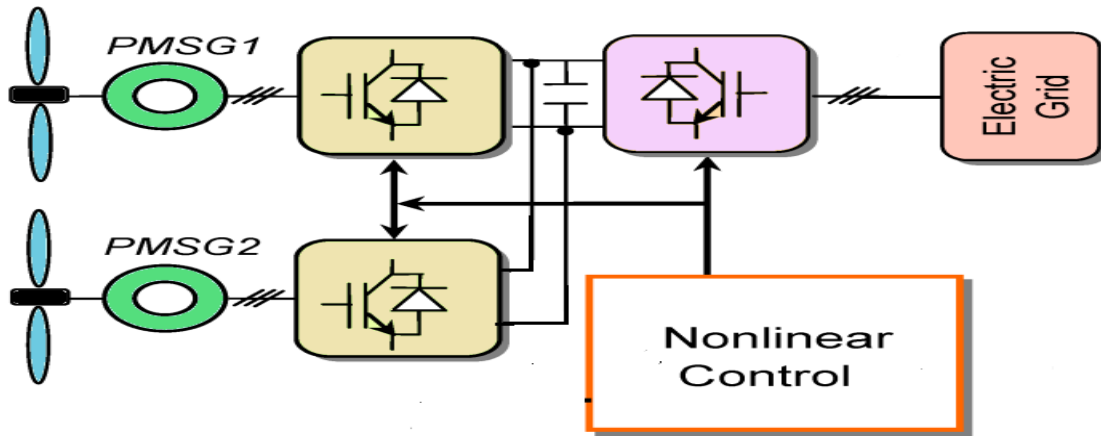 PMSG1
Electric
Grid
PMSG2
Nonlinear
Control